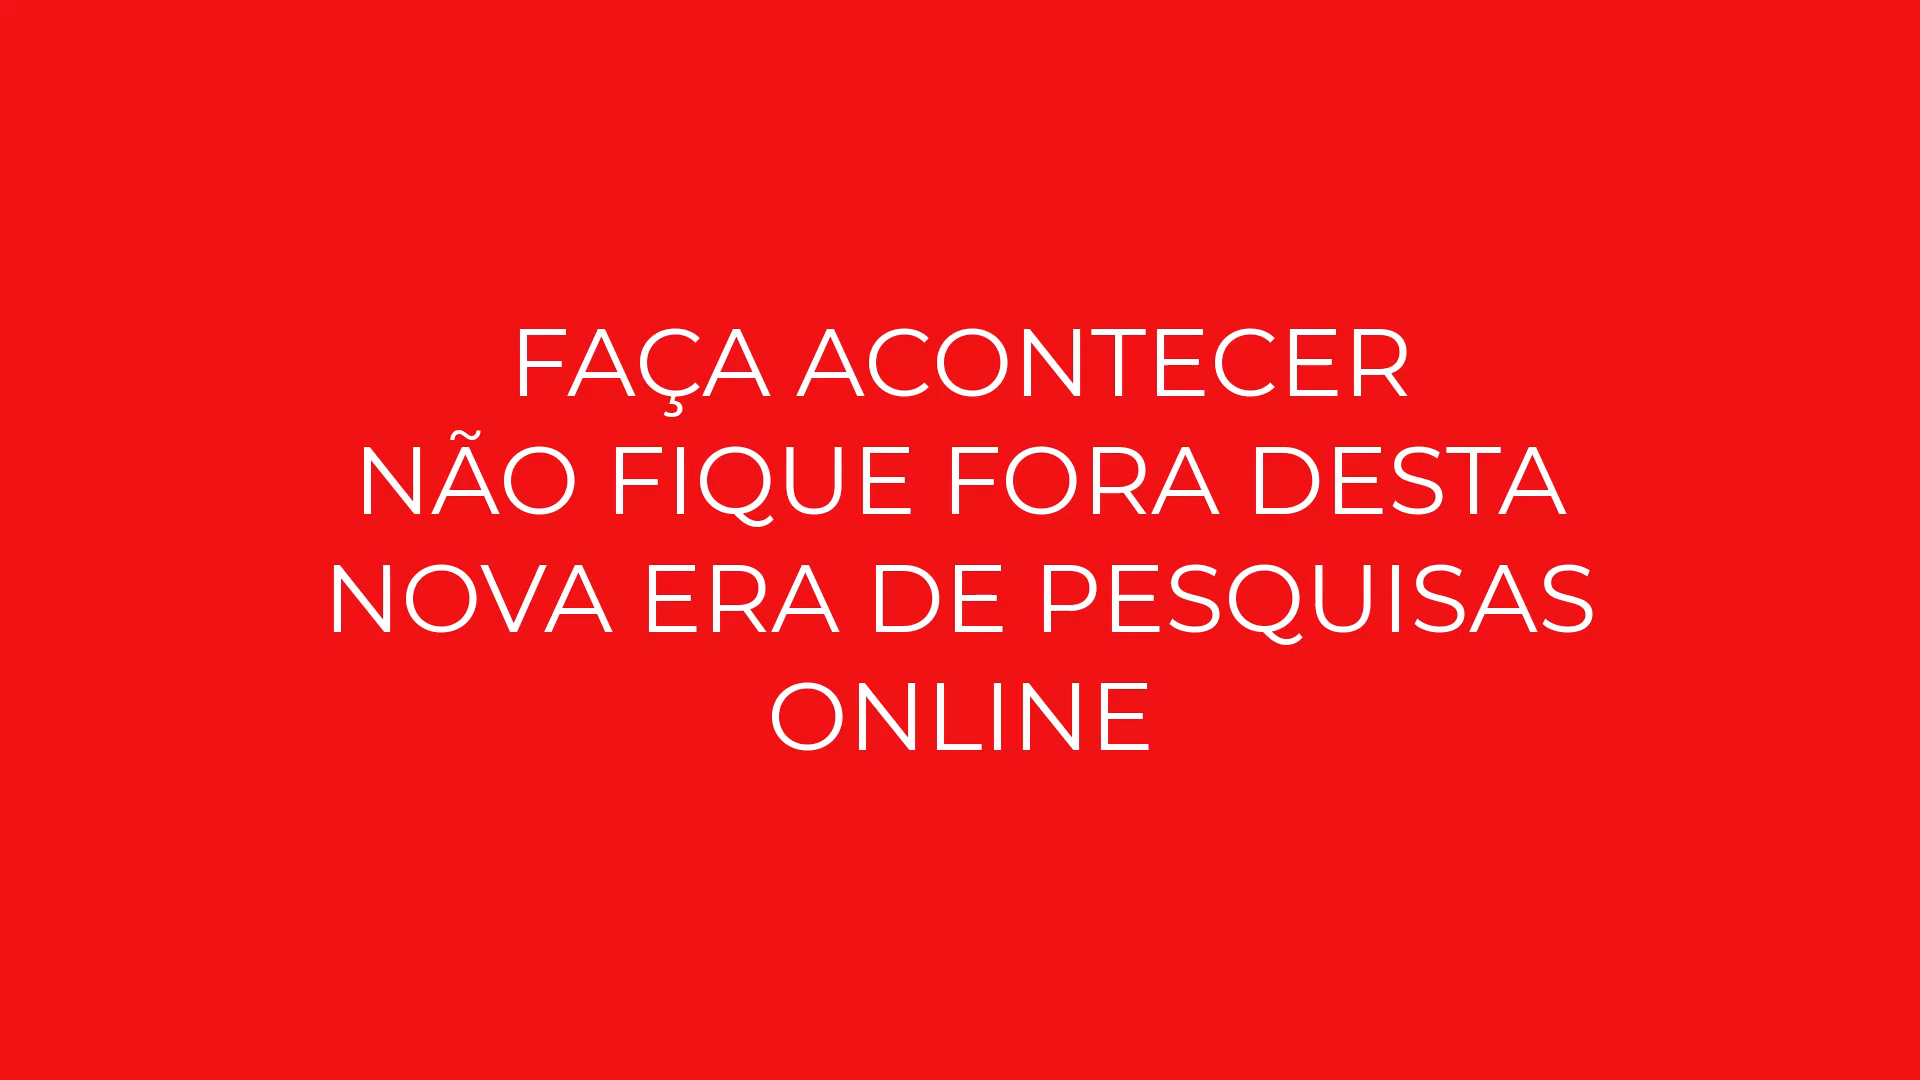 FAÇA ACONTECER
NÃO FIQUE FORA DESTA
NOVA ERA DE PESQUISAS
ONLINE